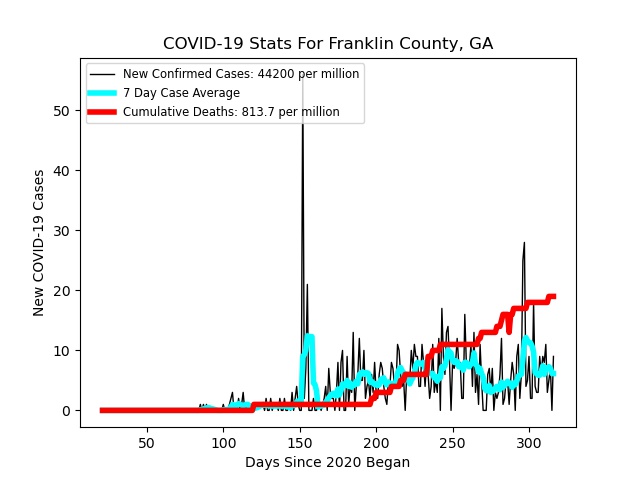 COVID-19 Stats For Franklin County, GA
New Confirmed Cases: 44200 per million
7 Day Case Average
Cumulative Deaths: 813.7 per million
New COVID-19 Cases
50
40
30
20
10
0
50 100 150 200 250 300
Days Since 2020 Began